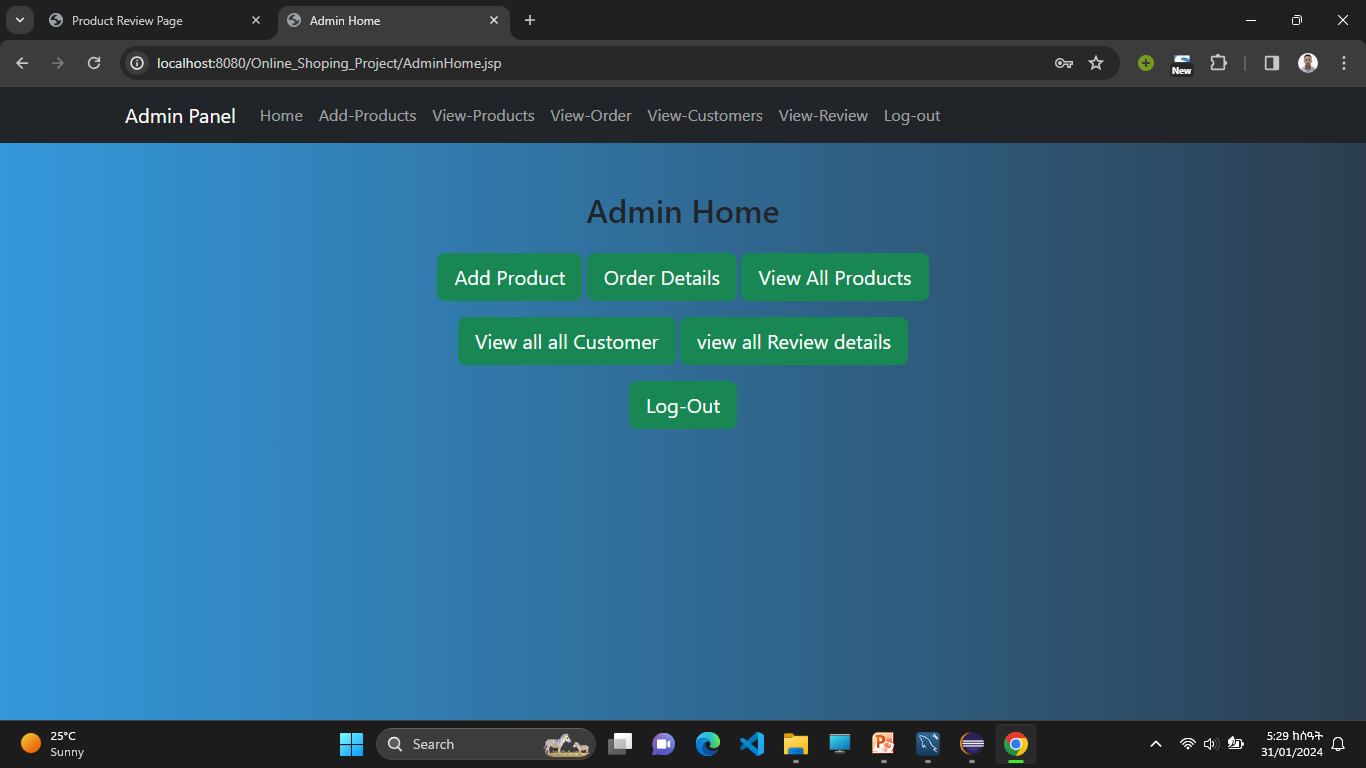 Product Review Page
Admin Home
localhost:8080/Online_Shoping_Project/AdminHome.jsp
New
Admin Panel Home Add-Products View-Products View-Order View-Customers View-Review Log-out
Admin Home
Add Product Order Details View All Products
View all all Customer view all Review details
Log-Out
25°C
Sunny
Search
5:29 ከሰዓት
31/01/2024